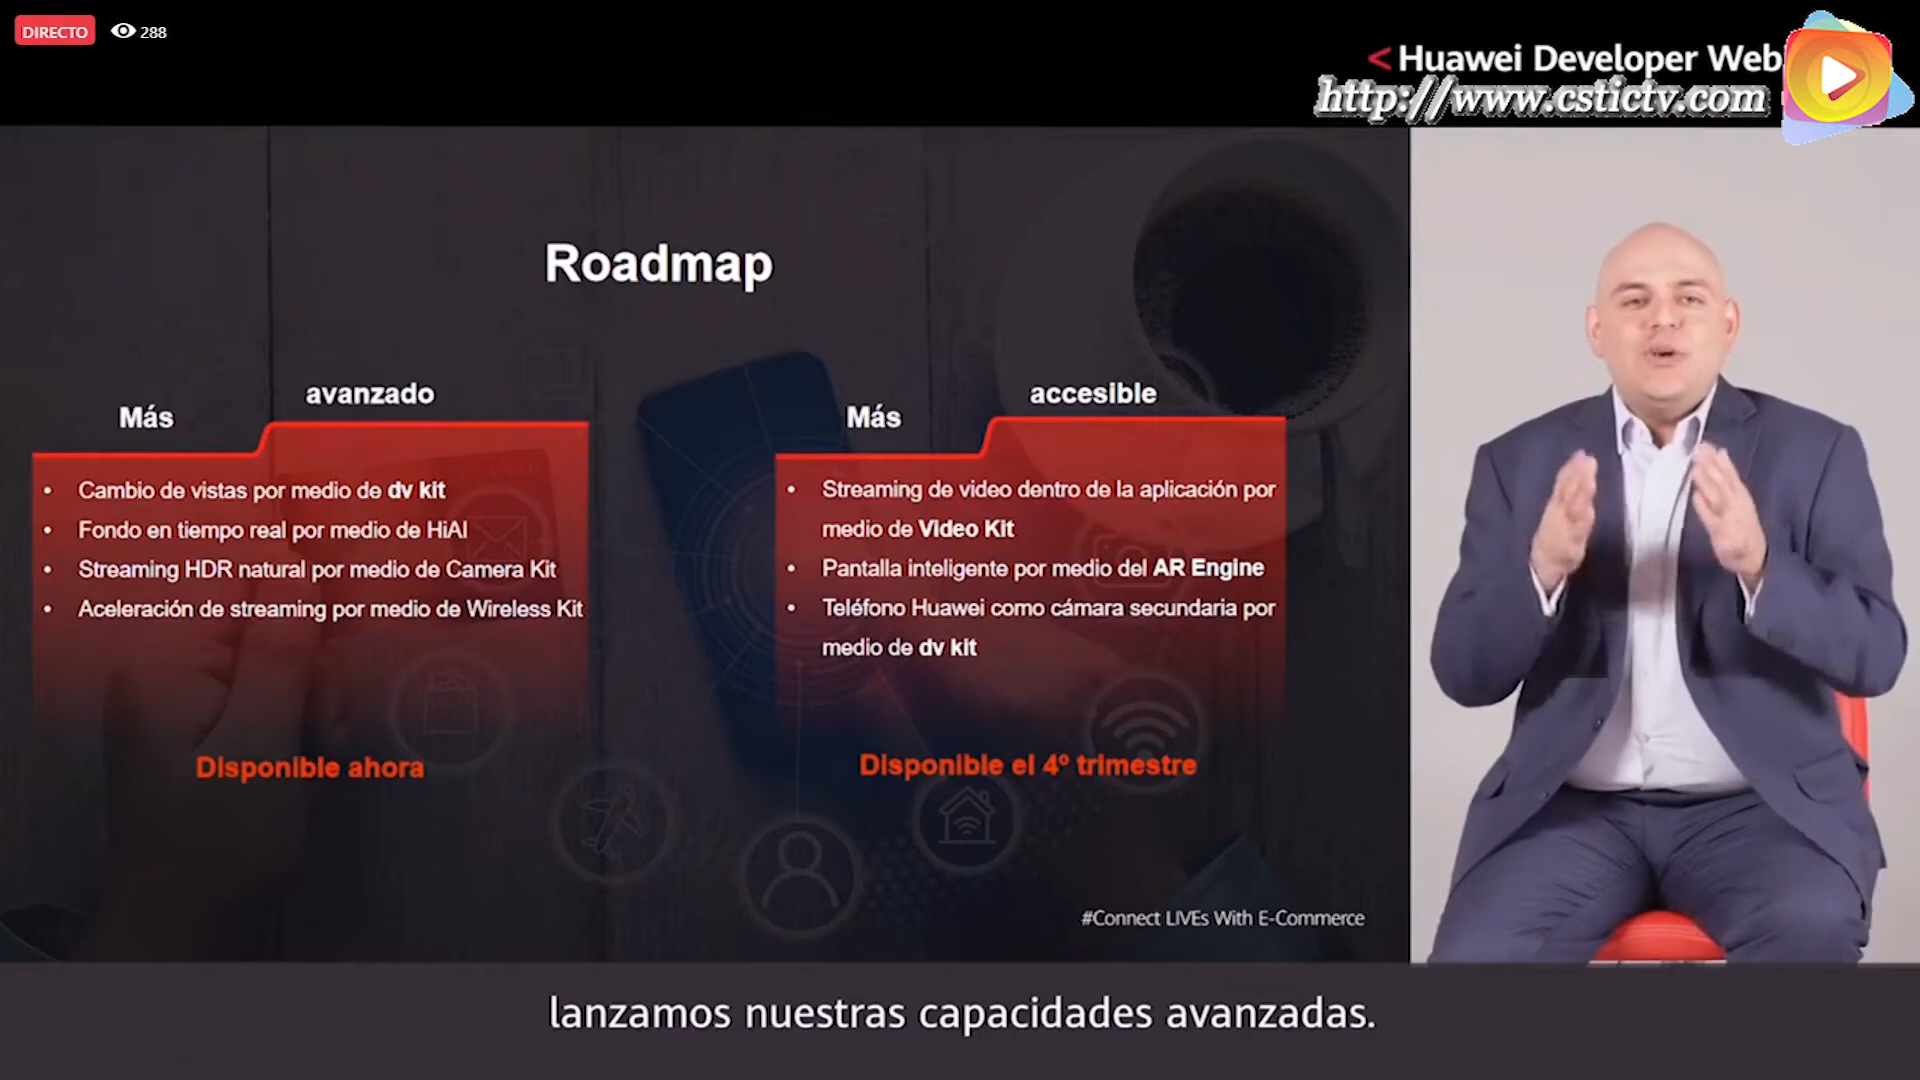 DIRECTO
288
< Huawei Developer Web
http://www.cstictv.com
Roadmap
Más avanzado
• Cambio de vistas por medio de dv kit
• Fondo en tiempo real por medio de HiAI
• Streaming HDR natural por medio de Camera Kit
• Aceleración de streaming por medio de Wireless Kit
Disponible ahora
Más accesible
• Streaming de video dentro de la aplicación por
medio de Video Kit
• Pantalla inteligente por medio del AR Engine
• Teléfono Huawei como cámara secundaria por
medio de dv kit
Disponible el 4º trimestre
#Connect LIVEs With E-Commerce
lanzamos nuestras capacidades avanzadas.